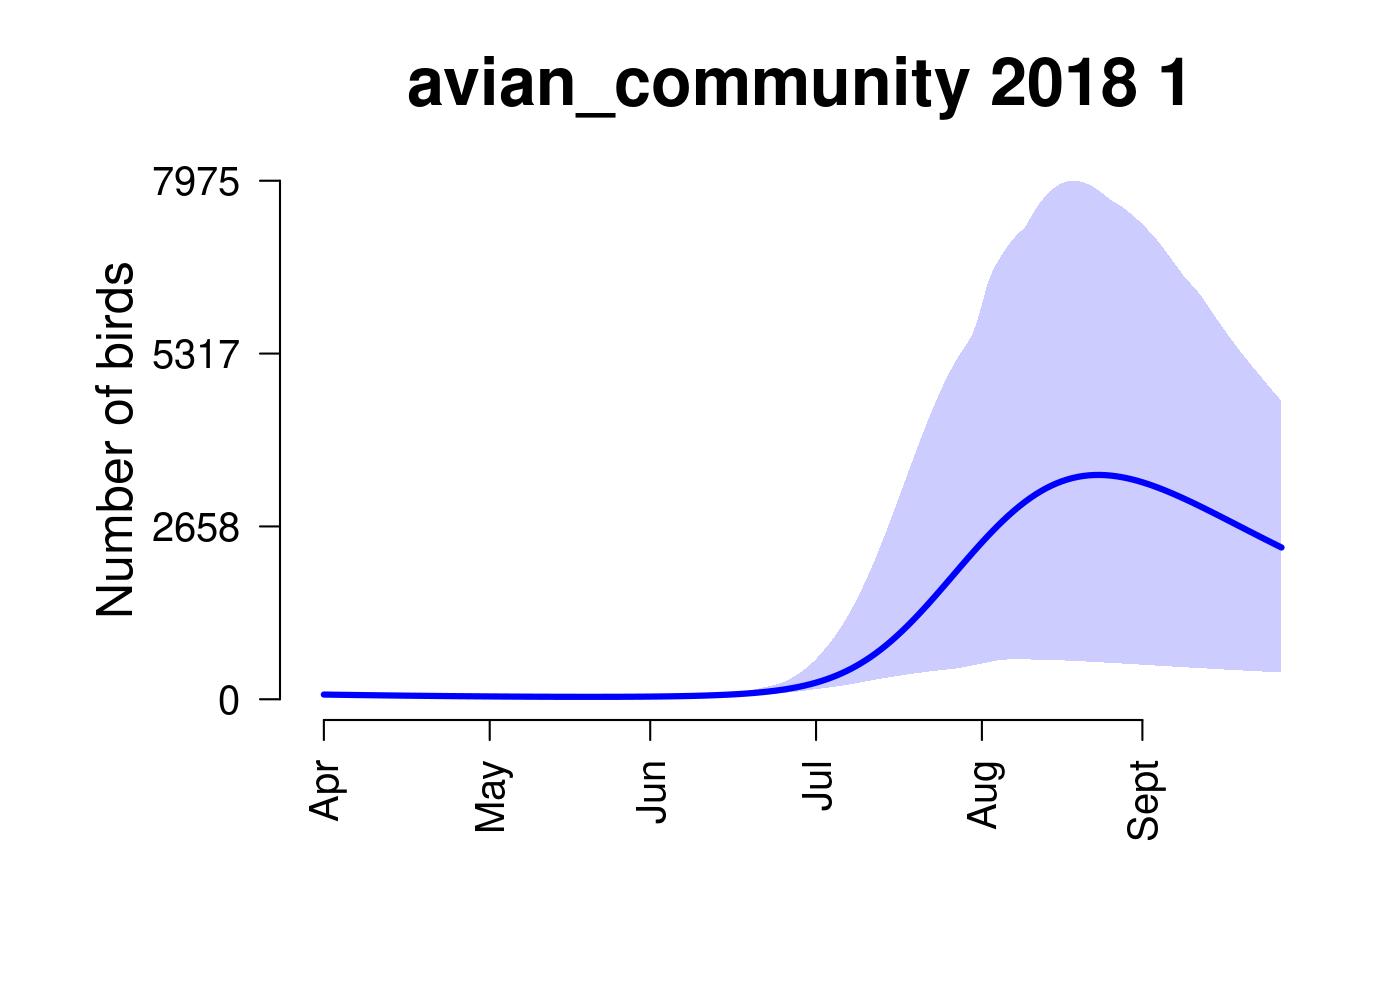 avian_community 2018 1
Number of birds
7975
5317
2658
0
Apr
May
Jun
Jul
Aug
Sept